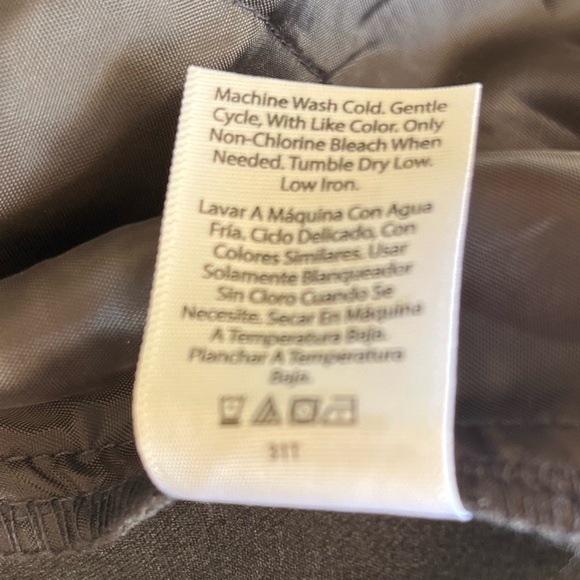 Machine Wash Cold. Gentle
Cycle, With Like Color. Only
Non-Chlorine Bleach When
Needed. Tumble Dry Low.
Low Iron.
Lavar A Máquina Con Agua
Fría. Ciclo Delicado. Con
Colores Similares. Usar
Solamente Blanqueador
Sin Cloro Cuando Se
Necesite. Secar En Máquina
A Temperatura Baja.
Planchar A Temperatura
Baja.
31T